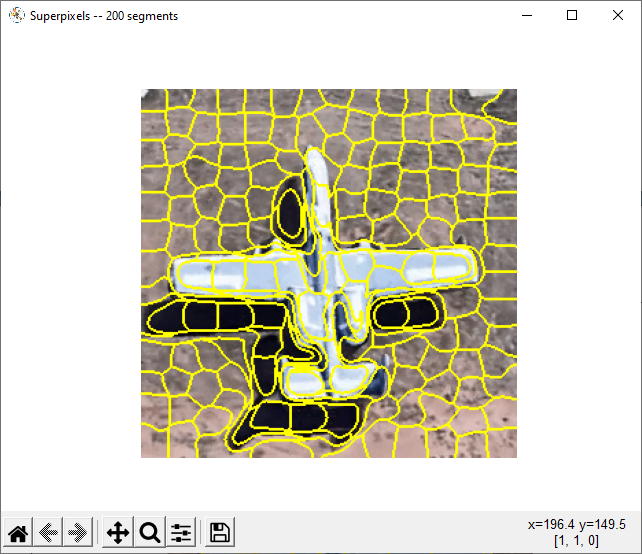 Superpixels -- 200 segments
x=196.4 y=149.5
[1, 1, 0]